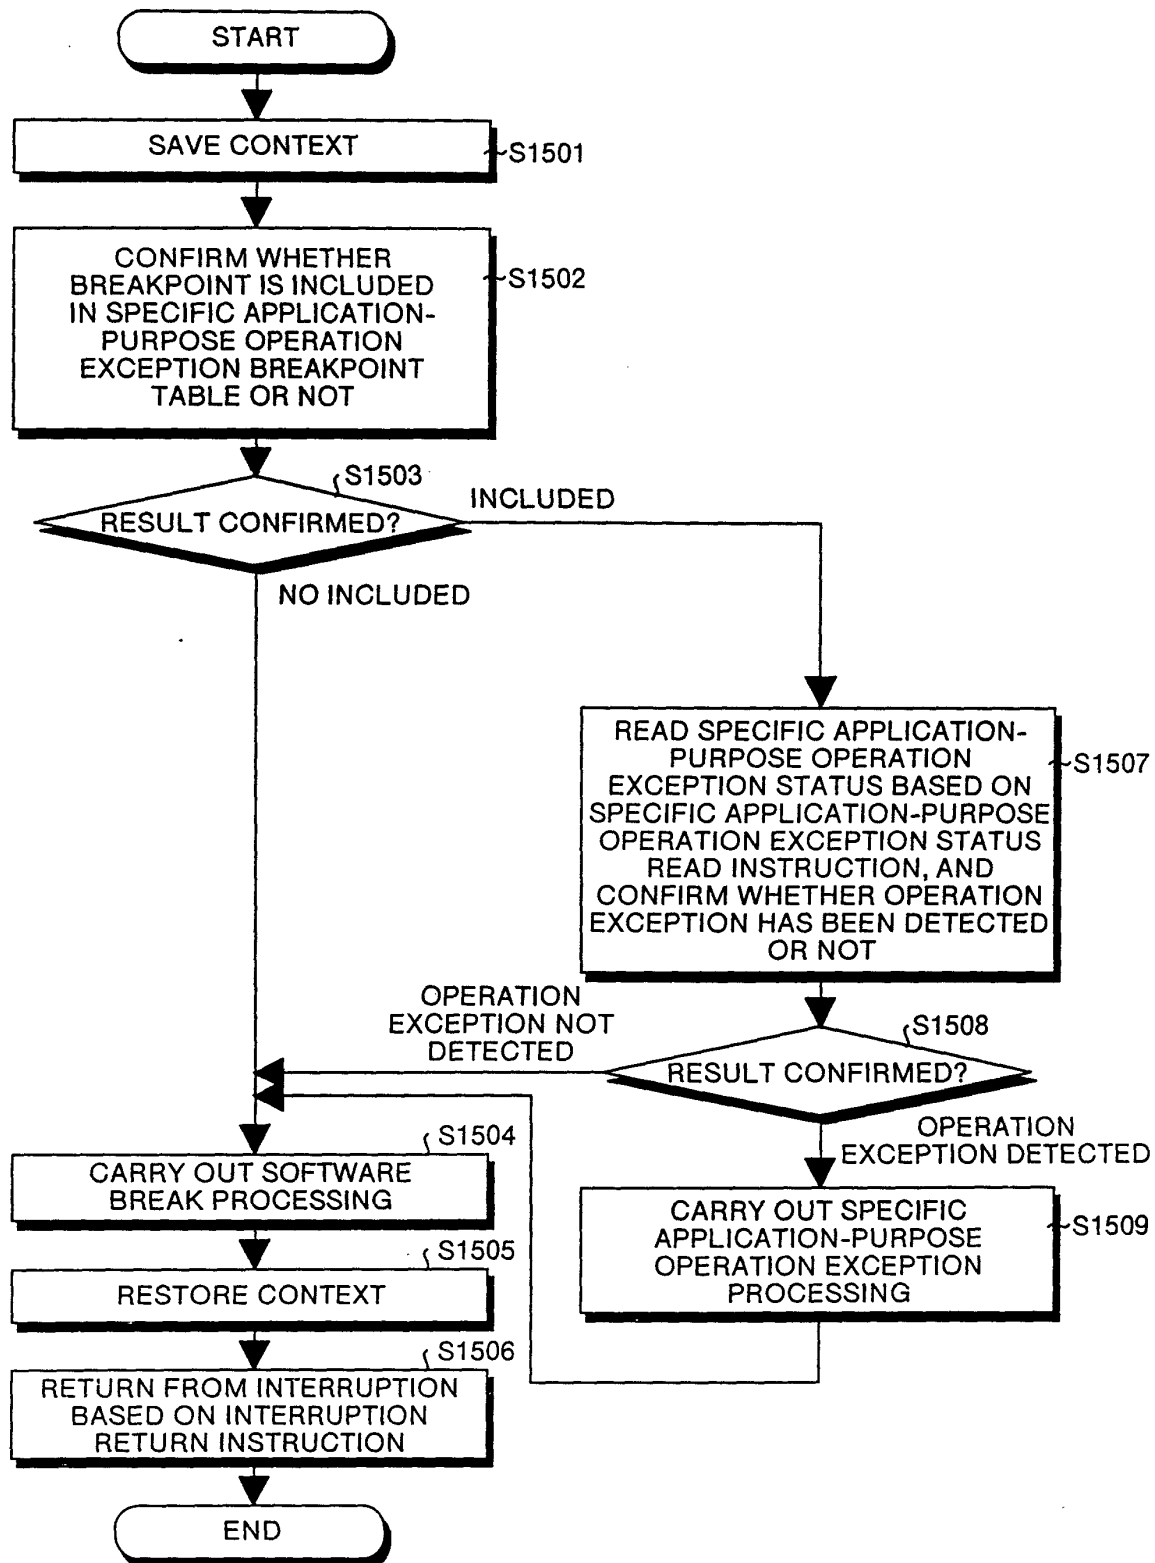 START
SAVE CONTEXT
S1501
CONFIRM WHETHER
BREAKPOINT IS INCLUDED
IN SPECIFIC APPLICATION-
PURPOSE OPERATION
EXCEPTION BREAKPOINT
TABLE OR NOT
S1502
S1503
RESULT CONFIRMED?
INCLUDED
NO INCLUDED
READ SPECIFIC APPLICATION-
PURPOSE OPERATION
EXCEPTION STATUS BASED ON
SPECIFIC APPLICATION-PURPOSE
OPERATION EXCEPTION STATUS
READ INSTRUCTION, AND
CONFIRM WHETHER OPERATION
EXCEPTION HAS BEEN DETECTED
OR NOT
S1507
OPERATION
EXCEPTION NOT
DETECTED
S1508
RESULT CONFIRMED?
OPERATION
EXCEPTION DETECTED
S1504
CARRY OUT SOFTWARE
BREAK PROCESSING
CARRY OUT SPECIFIC
APPLICATION-PURPOSE
OPERATION EXCEPTION
PROCESSING
S1509
S1505
RESTORE CONTEXT
S1506
RETURN FROM INTERRUPTION
BASED ON INTERRUPTION
RETURN INSTRUCTION
END